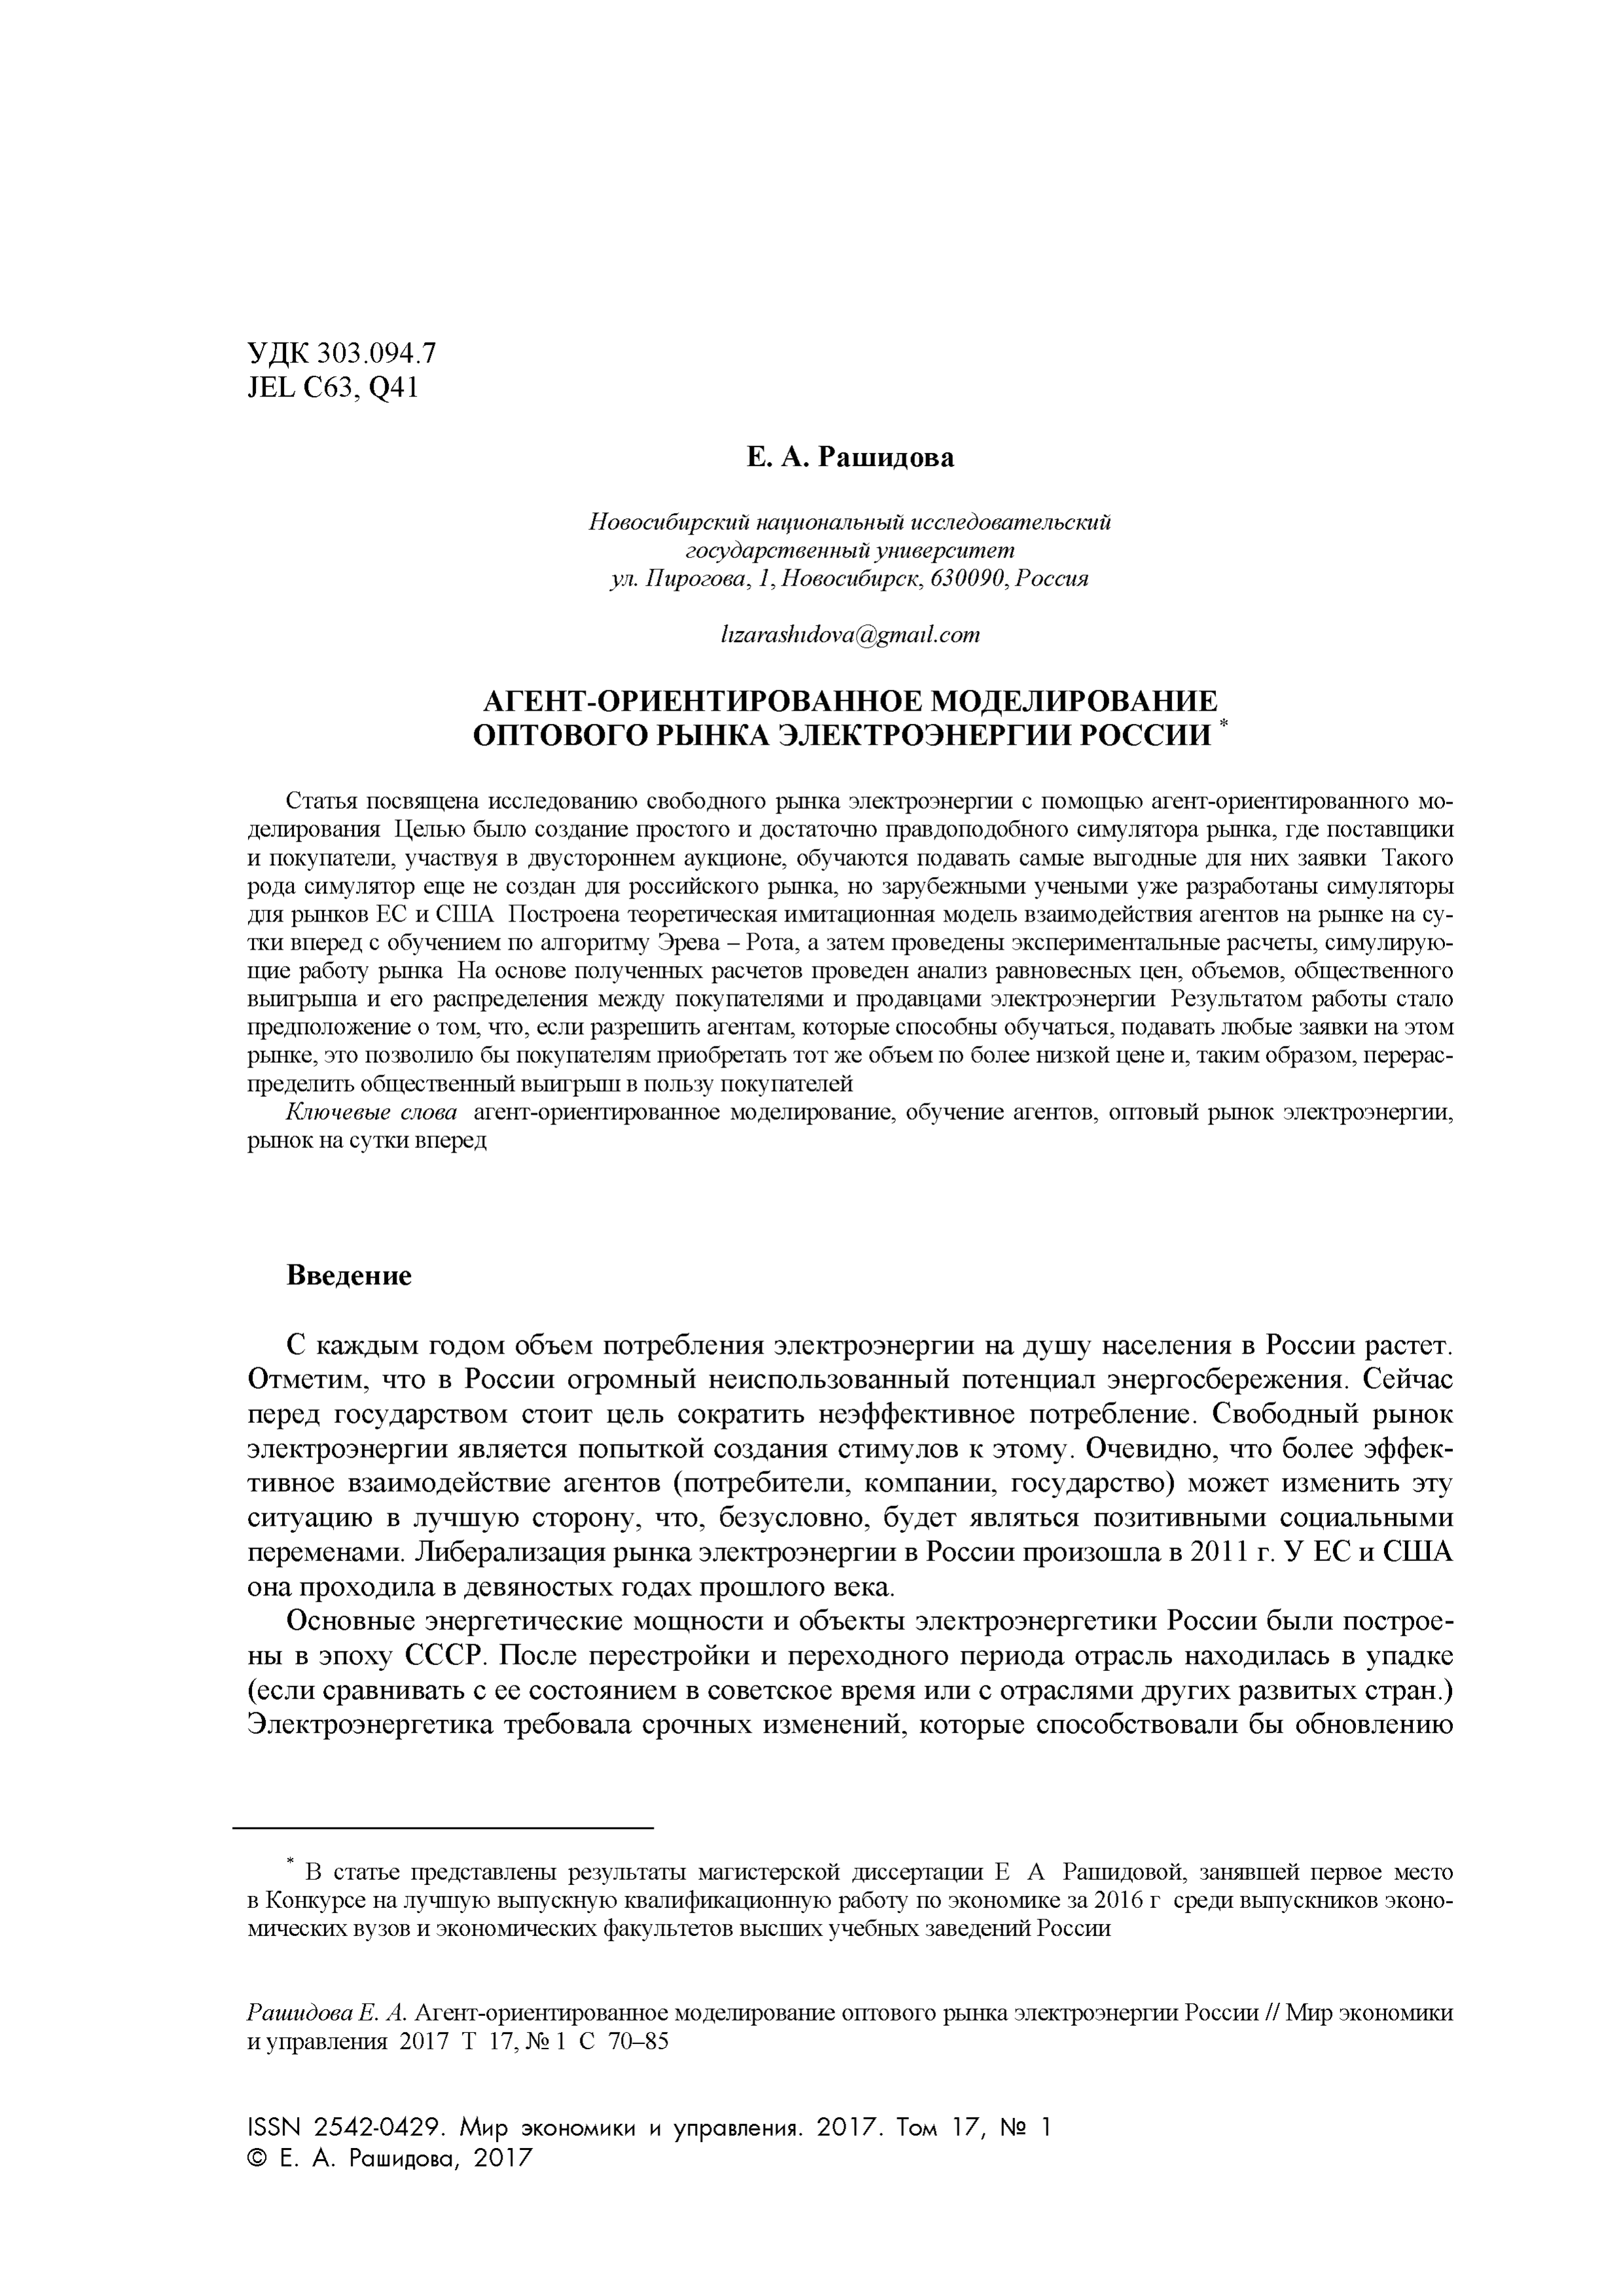 УДК 303.094.7
JEL C63, Q41
Е. А. Рашидова
Новосибирский национальный исследовательский
государственный университет
ул. Пирогова, 1, Новосибирск, 630090, Россия
lizarashidova@gmail.com
АГЕНТ-ОРИЕНТИРОВАННОЕ МОДЕЛИРОВАНИЕ
ОПТОВОГО РЫНКА ЭЛЕКТРОЭНЕРГИИ РОССИИ *
Статья посвящена исследованию свободного рынка электроэнергии с помощью агент-ориентированного мо-
делирования Целью было создание простого и достаточно правдоподобного симулятора рынка, где поставщики
и покупатели, участвуя в двустороннем аукционе, обучаются подавать самые выгодные для них заявки Такого
рода симулятор еще не создан для российского рынка, но зарубежными учеными уже разработаны симуляторы
для рынков ЕС и США Построена теоретическая имитационная модель взаимодействия агентов на рынке на су-
тки вперед с обучением по алгоритму Эрева – Рота, а затем проведены экспериментальные расчеты, симулирую-
щие работу рынка На основе полученных расчетов проведен анализ равновесных цен, объемов, общественного
выигрыша и его распределения между покупателями и продавцами электроэнергии Результатом работы стало
предположение о том, что, если разрешить агентам, которые способны обучаться, подавать любые заявки на этом
рынке, это позволило бы покупателям приобретать тот же объем по более низкой цене и, таким образом, перерас-
пределить общественный выигрыш в пользу покупателей
Ключевые слова агент-ориентированное моделирование, обучение агентов, оптовый рынок электроэнергии,
рынок на сутки вперед
Введение
С каждым годом объем потребления электроэнергии на душу населения в России растет.
Отметим, что в России огромный неиспользованный потенциал энергосбережения. Сейчас
перед государством стоит цель сократить неэффективное потребление. Свободный рынок
электроэнергии является попыткой создания стимулов к этому. Очевидно, что более эффек-
тивное взаимодействие агентов (потребители, компании, государство) может изменить эту
ситуацию в лучшую сторону, что, безусловно, будет являться позитивными социальными
переменами. Либерализация рынка электроэнергии в России произошла в 2011 г. У ЕС и США
она проходила в девяностых годах прошлого века.
Основные энергетические мощности и объекты электроэнергетики России были построе-
ны в эпоху СССР. После перестройки и переходного периода отрасль находилась в упадке
(если сравнивать с ее состоянием в советское время или с отраслями других развитых стран.)
Электроэнергетика требовала срочных изменений, которые способствовали бы обновлению
* В статье представлены результаты магистерской диссертации Е А Рашидовой, занявшей первое место
в Конкурсе на лучшую выпускную квалификационную работу по экономике за 2016 г среди выпускников эконо-
мических вузов и экономических факультетов высших учебных заведений России
Рашидова Е. А. Агент-ориентированное моделирование оптового рынка электроэнергии России // Мир экономики
и управления 2017 Т 17, № 1 С 70–85
ISSN 2542-0429. Мир экономики и управления. 2017. Том 17, № 1
© Е. А. Рашидова, 2017